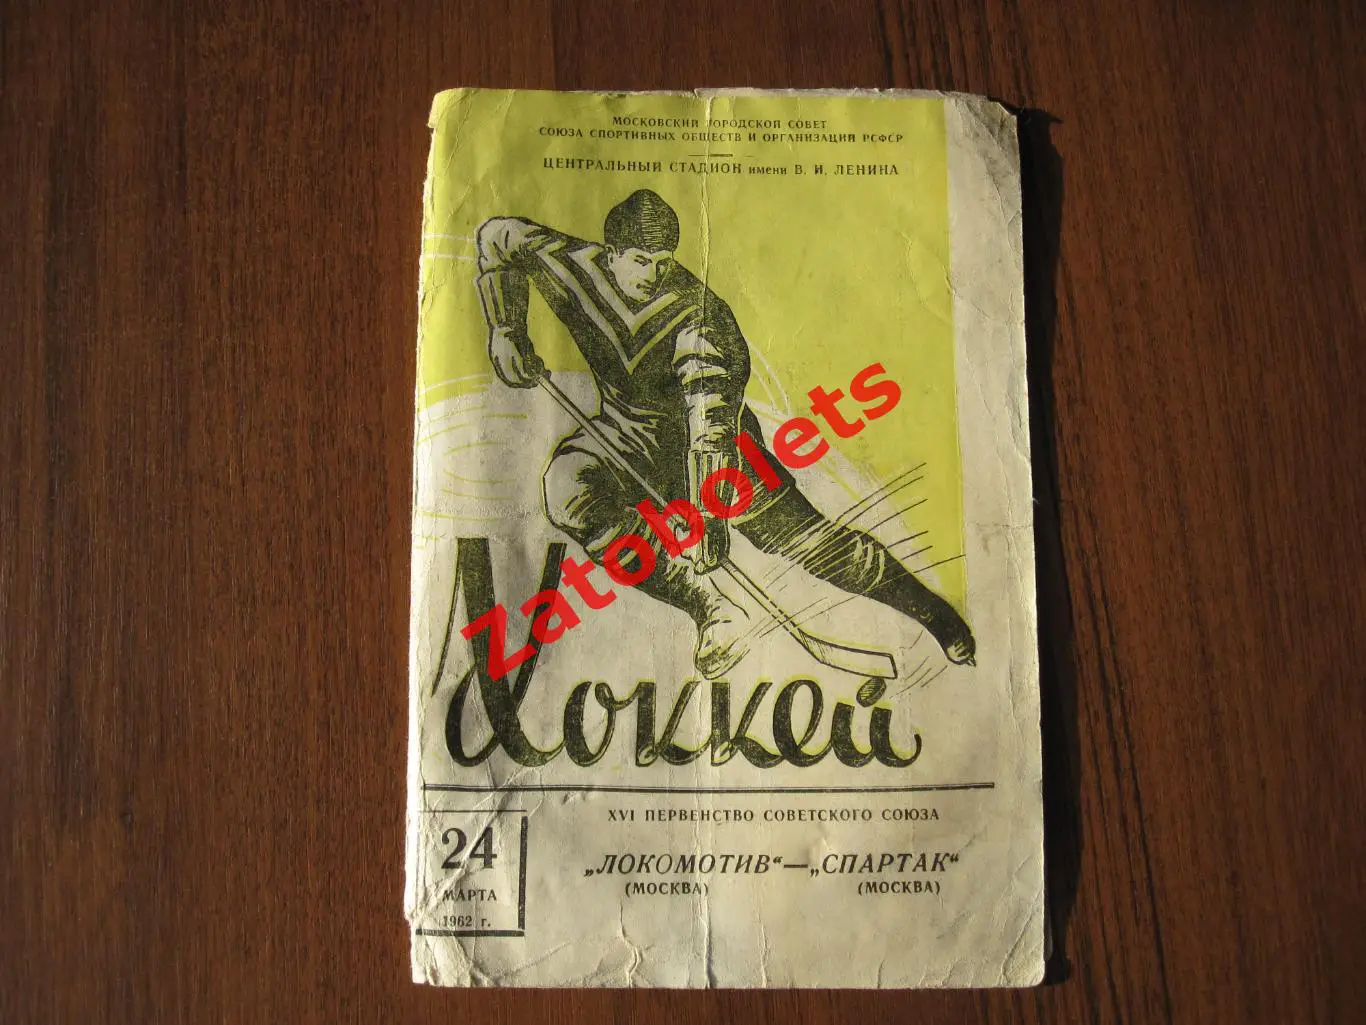 МОСКОВСКИЙ ГОРОДСКОЙ СОВЕТ
СОЮЗА СПОРТИВНЫХ ОБЩЕСТВ И ОРГАНИЗАЦИЙ РСФСР
ЦЕНТРАЛЬНЫЙ СТАДИОН имени В. И. ЛЕНИНА
Zatobolets
Хоккей
XVI ПЕРВЕНСТВО СОВЕТСКОГО СОЮЗА
24
МАРТА
1962 г.
„ЛОКОМОТИВ“—„СПАРТАК“
(МОСКВА) (МОСКВА)